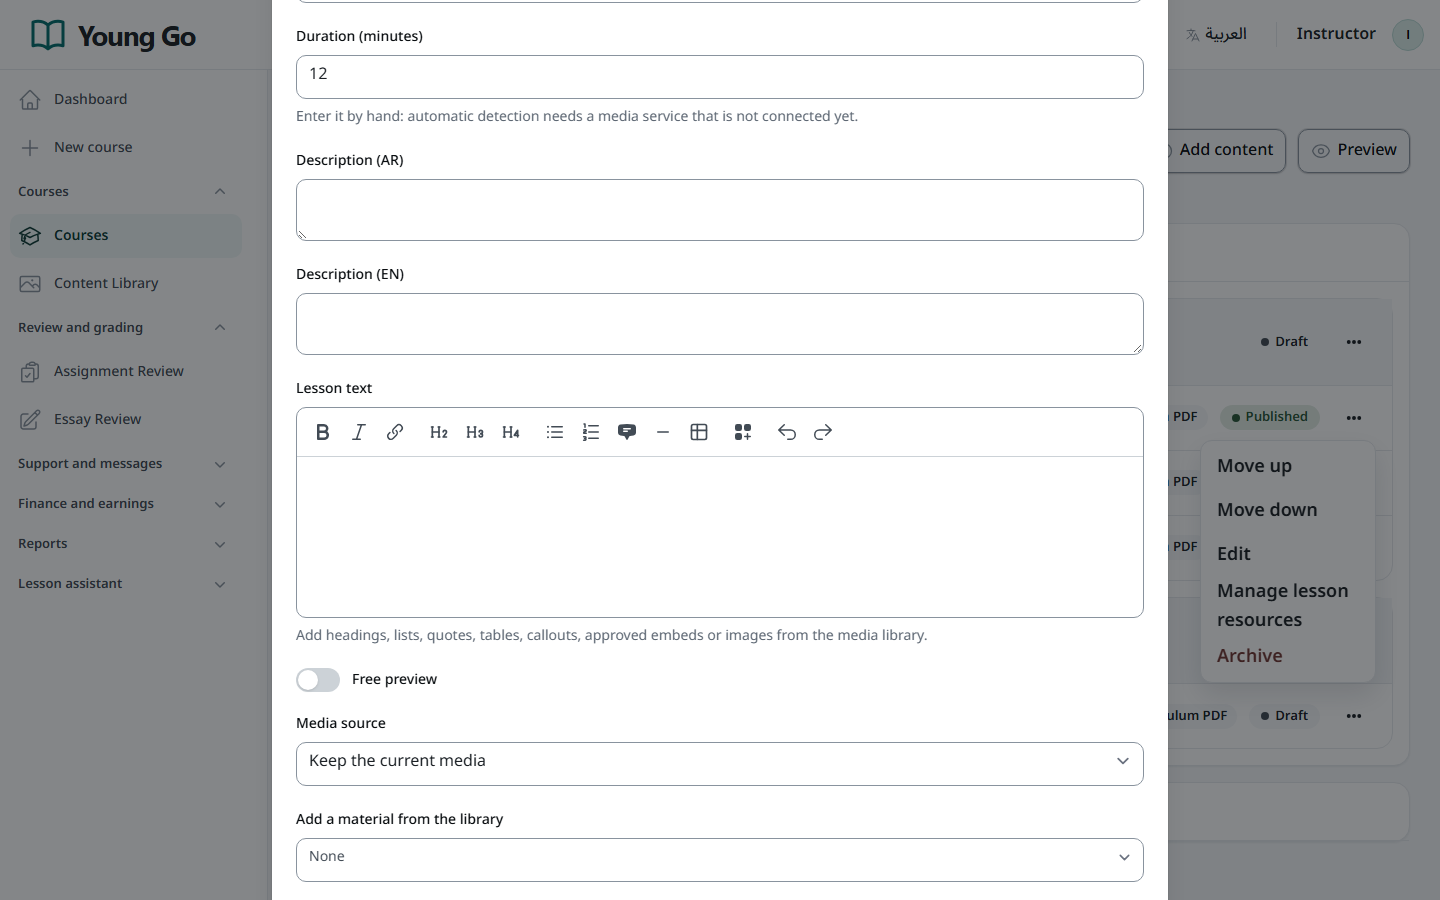 Young Go
العربية
Instructor
I
Dashboard
New course
Courses
Courses
Content Library
Review and grading
Assignment Review
Essay Review
Support and messages
Finance and earnings
Reports
Lesson assistant
Duration (minutes)
12
Enter it by hand: automatic detection needs a media service that is not connected yet.
Description (AR)
Description (EN)
Lesson text
B I H2 H3 H4
Add headings, lists, quotes, tables, callouts, approved embeds or images from the media library.
Free preview
Media source
Keep the current media
Add a material from the library
None
Add content
Preview
Draft
PDF
Published
Move up
Move down
Edit
Manage lesson
resources
Archive
PDF
PDF
ulum PDF
Draft